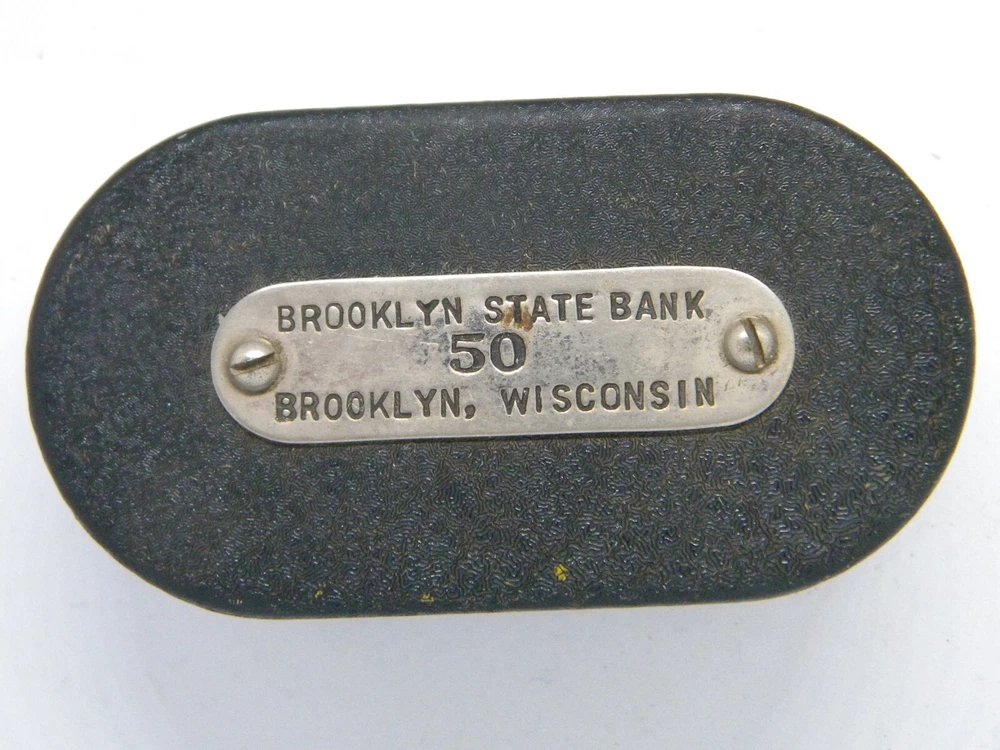 BROOKLYN STATE BANK
50
BROOKLYN, WISCONSIN